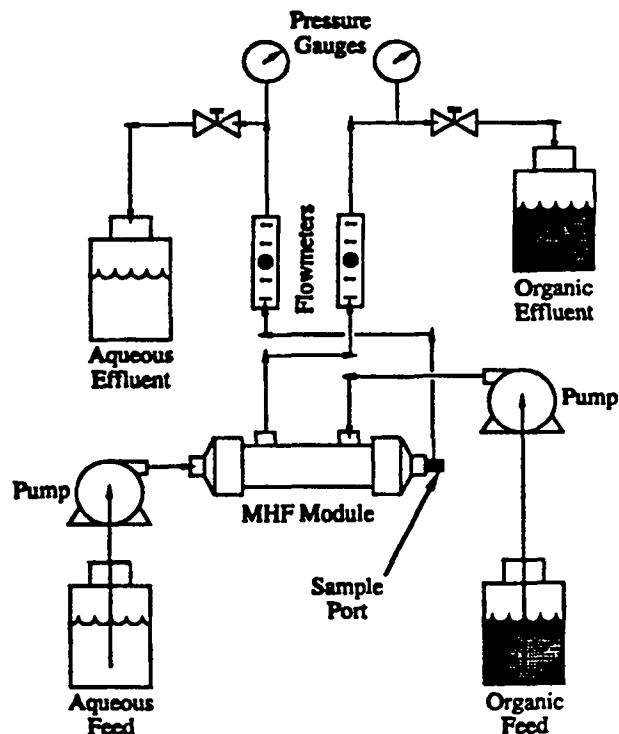 Pressure
Gauges
Flowmeters
Aqueous
Effluent
Organic
Effluent
Pump
Pump
MHF Module
Sample
Port
Aqueous
Feed
Organic
Feed